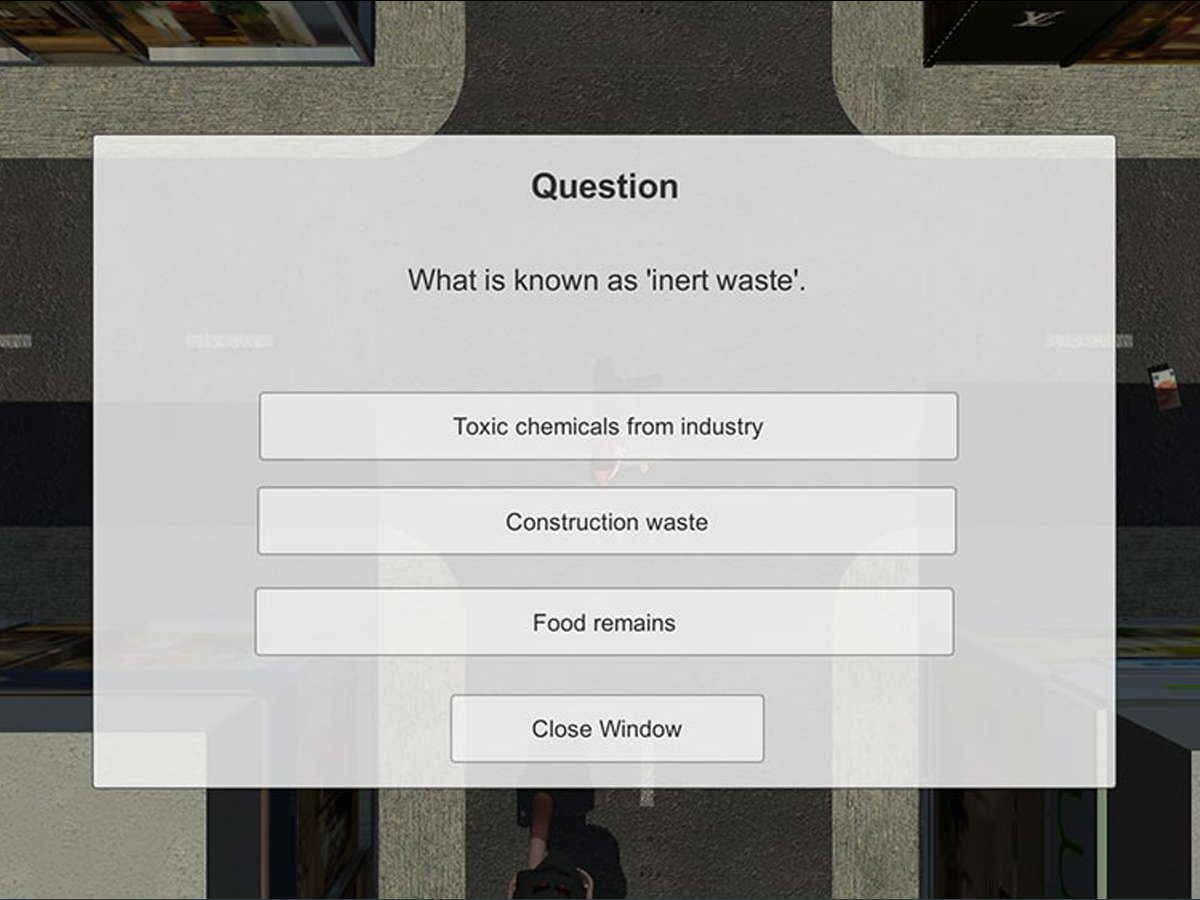 Question
What is known as 'inert waste'.
Toxic chemicals from industry
Construction waste
Food remains
Close Window